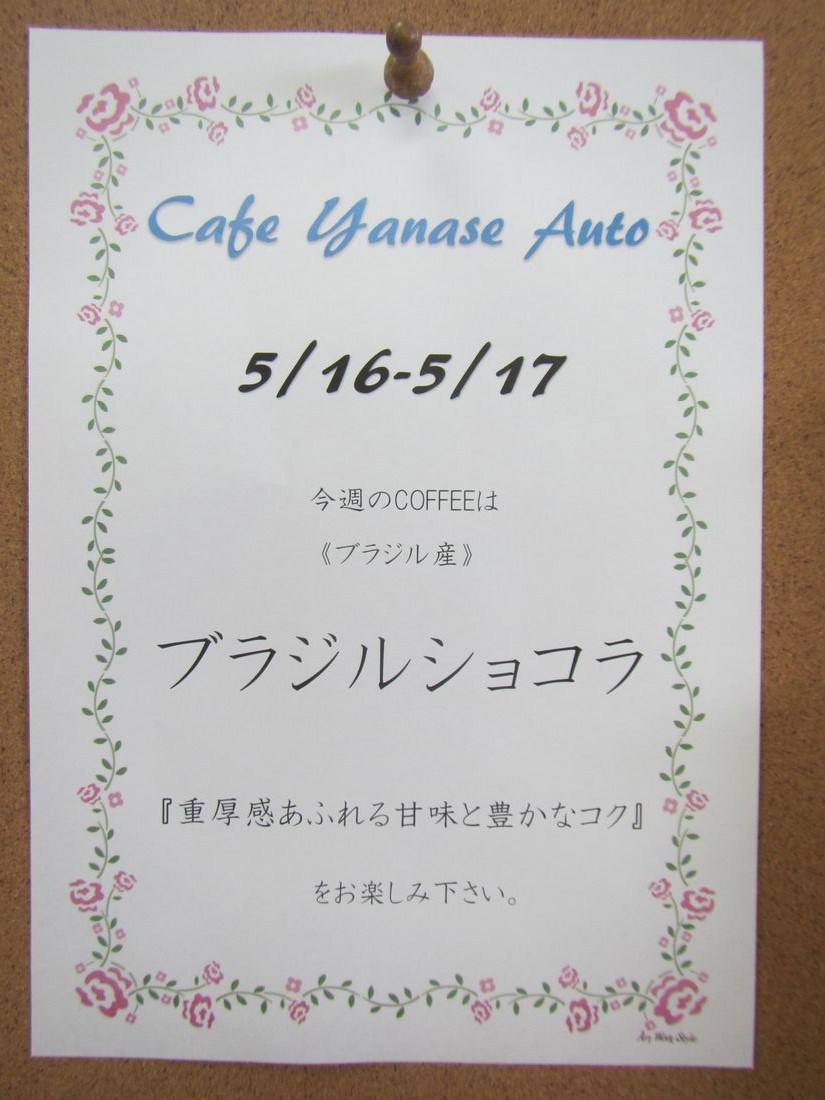 Cafe Yanase Auto
5/16-5/17
今週のCOFFEEは
《ブラジル産》
ブラジルショコラ
『重厚感あふれる甘味と豊かなコク』
をお楽しみ下さい。